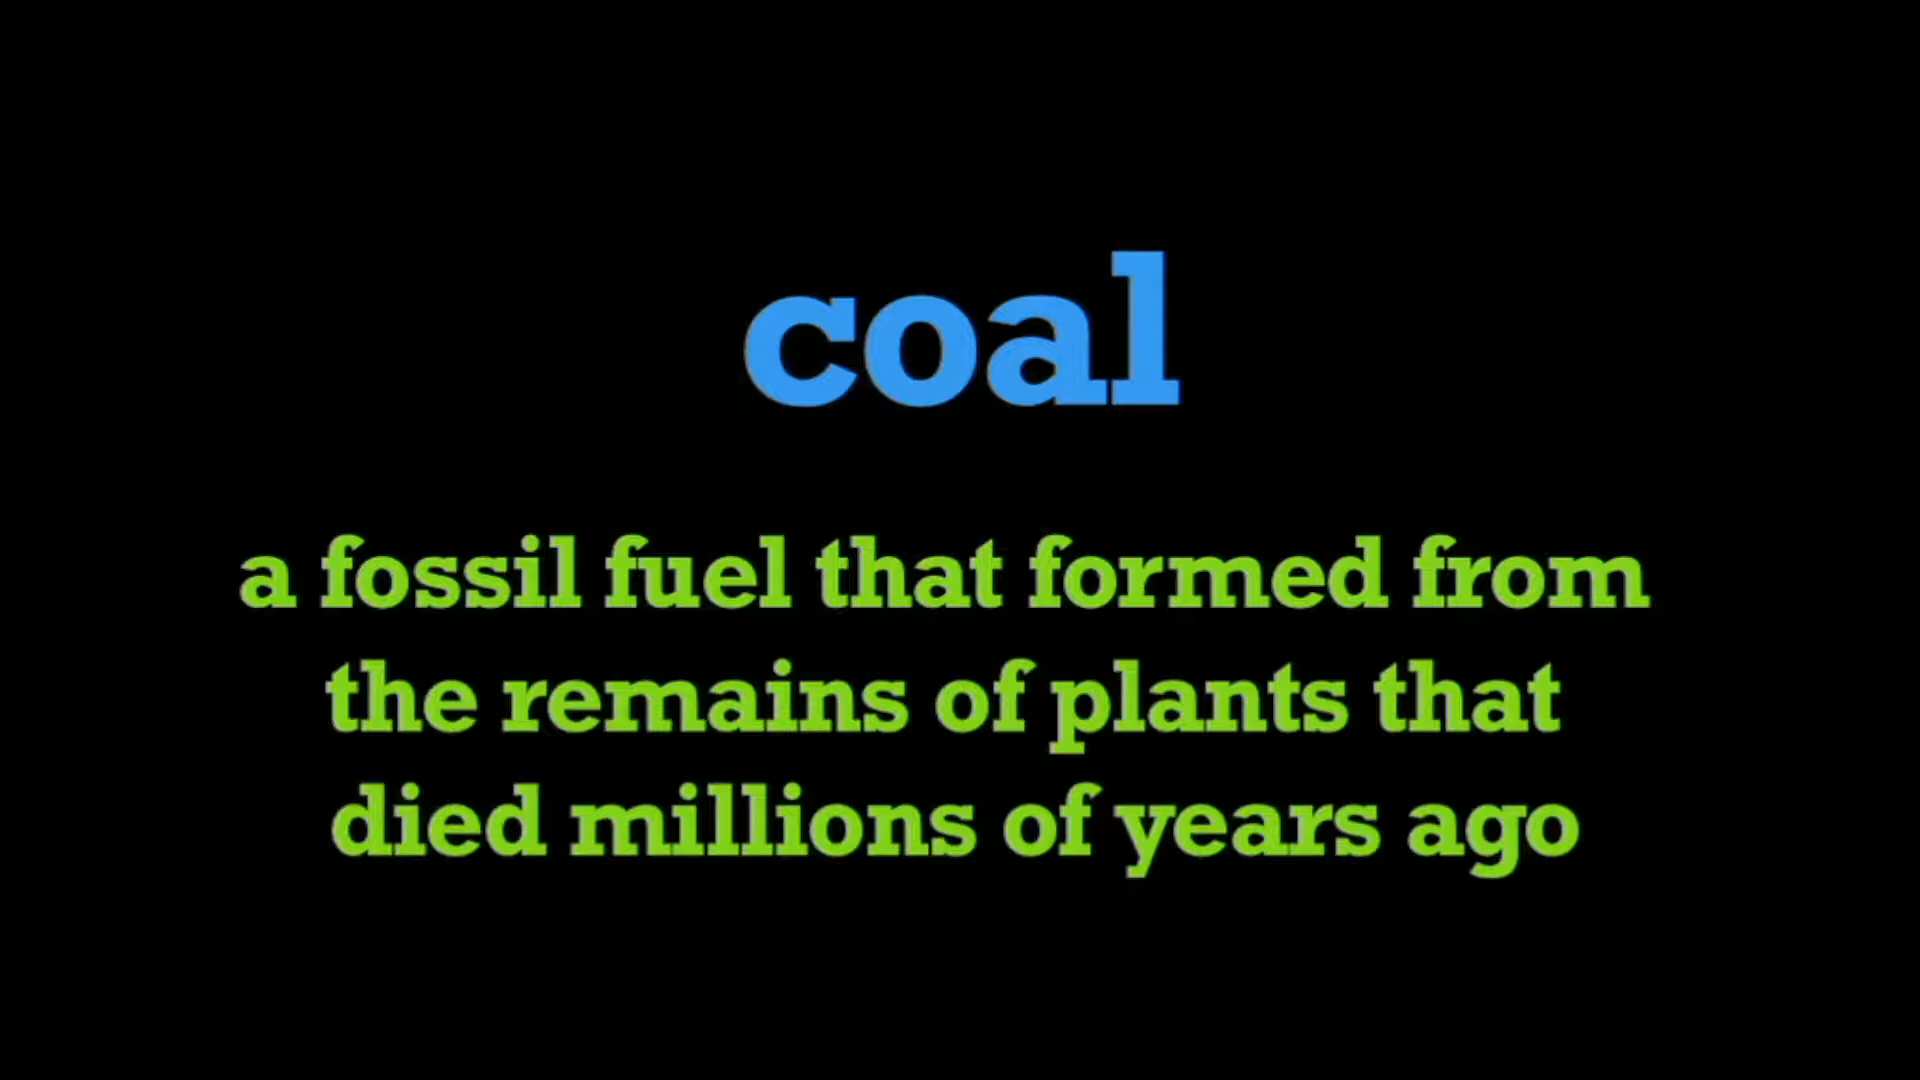 coal
a fossil fuel that formed from
the remains of plants that
died millions of years ago